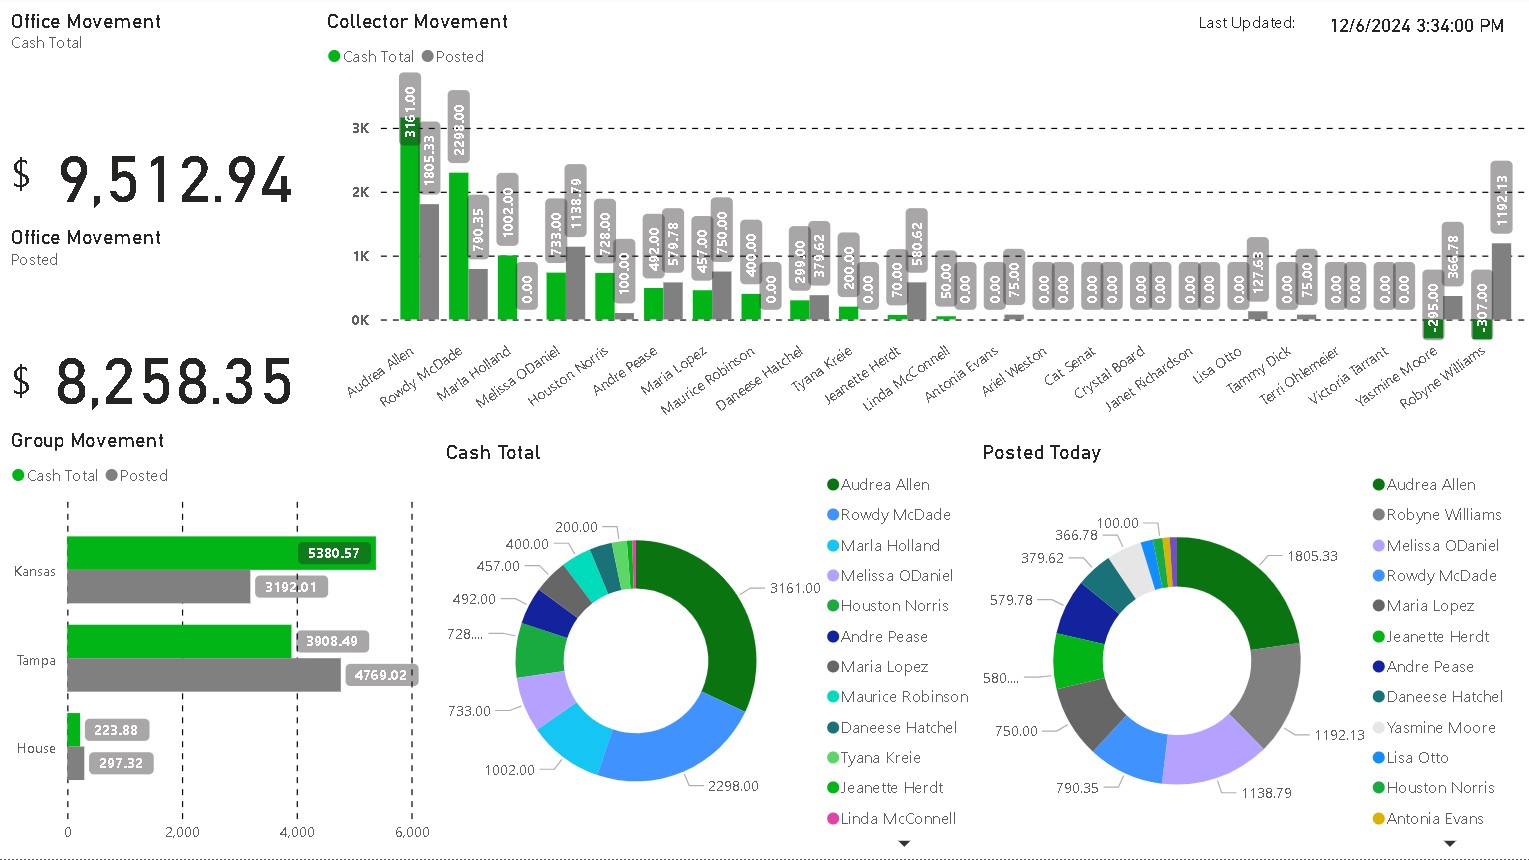 Office Movement
Cash Total
$ 9,512.94
Office Movement
Posted
$ 8,258.35
Collector Movement
Cash Total Posted
Last Updated: 12/6/2024 3:34:00 PM
3K
2K
1K
0K
3161.00
1805.33
2298.00
790.35
1002.00
0.00
733.00
1138.79
728.00
100.00
492.00
579.78
457.00
750.00
400.00
0.00
299.00
379.62
200.00
0.00
70.00
580.62
50.00
0.00
0.00
75.00
0.00
0.00
0.00
0.00
0.00
0.00
0.00
0.00
0.00
127.63
0.00
75.00
0.00
0.00
0.00
0.00
-295.00
366.78
-307.00
1192.13
Audrea Allen
Rowdy McDade
Marla Holland
Melissa ODaniel
Houston Norris
Andre Pease
Maria Lopez
Maurice Robinson
Daneese Hatchel
Tyana Kreie
Jeanette Herdt
Linda McConnell
Antonia Evans
Ariel Weston
Cat Senat
Crystal Board
Janet Richardson
Lisa Otto
Tammy Dick
Terri Ohlemeier
Victoria Tarrant
Yasmine Moore
Robyne Williams
Group Movement
Cash Total Posted
Kansas
5380.57
3192.01
Tampa
3908.49
4769.02
House
223.88
297.32
0 2,000 4,000 6,000
Cash Total
200.00
400.00
457.00
492.00
728....
733.00
1002.00
2298.00
3161.00
Audrea Allen
Rowdy McDade
Marla Holland
Melissa ODaniel
Houston Norris
Andre Pease
Maria Lopez
Maurice Robinson
Daneese Hatchel
Tyana Kreie
Jeanette Herdt
Linda McConnell
Posted Today
100.00
366.78
379.62
579.78
580....
750.00
790.35
1138.79
1192.13
1805.33
Audrea Allen
Robyne Williams
Melissa ODaniel
Rowdy McDade
Maria Lopez
Jeanette Herdt
Andre Pease
Daneese Hatchel
Yasmine Moore
Lisa Otto
Houston Norris
Antonia Evans